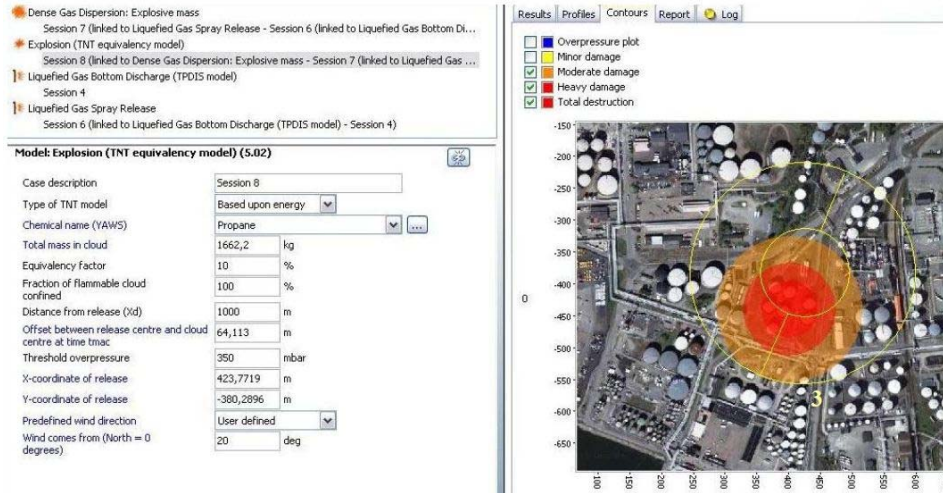 Dense Gas Dispersion: Explosive mass
Session 7 (linked to Liquefied Gas Spray Release - Session 6 (linked to Liquefied Gas Bottom Di...
Explosion (TNT equivalency model)
Session 8 (linked to Dense Gas Dispersion: Explosive mass - Session 7 (linked to Liquefied Gas ...
Liquefied Gas Bottom Discharge (TPDIS model)
Session 4
Liquefied Gas Spray Release
Session 6 (linked to Liquefied Gas Bottom Discharge (TPDIS model) - Session 4)
Model: Explosion (TNT equivalency model) (5.02)
Case description Session 8
Type of TNT model Based upon energy
Chemical name (YAWS) Propane ...
Total mass in cloud 1662,2 kg
Equivalency factor 10 %
Fraction of flammable cloud
confined 100 %
Distance from release (Xd) 1000 m
Offset between release centre and cloud
centre at time tmac 64,113 m
Threshold overpressure 350 mbar
X-coordinate of release 423,7719 m
Y-coordinate of release -380,2896 m
Predefined wind direction User defined
Wind comes from (North = 0
degrees) 20 deg
Results Profiles Contours Report Log
Overpressure plot
Minor damage
Moderate damage
Heavy damage
Total destruction
-150
-200
-250
-300
-350
-400
0
-450
-500
-550
-600
-650
3
-100 -150 -200 -250 -300 -350 -400 -450 -500 -550 -600